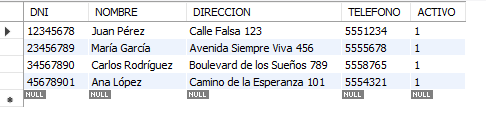 DNI NOMBRE DIRECCION TELEFONO ACTIVO
12345678 Juan Pérez Calle Falsa 123 5551234 1
23456789 María García Avenida Siempre Viva 456 5555678 1
34567890 Carlos Rodríguez Boulevard de los Sueños 789 5558765 1
45678901 Ana López Camino de la Esperanza 101 5554321 1
NULL NULL NULL NULL NULL